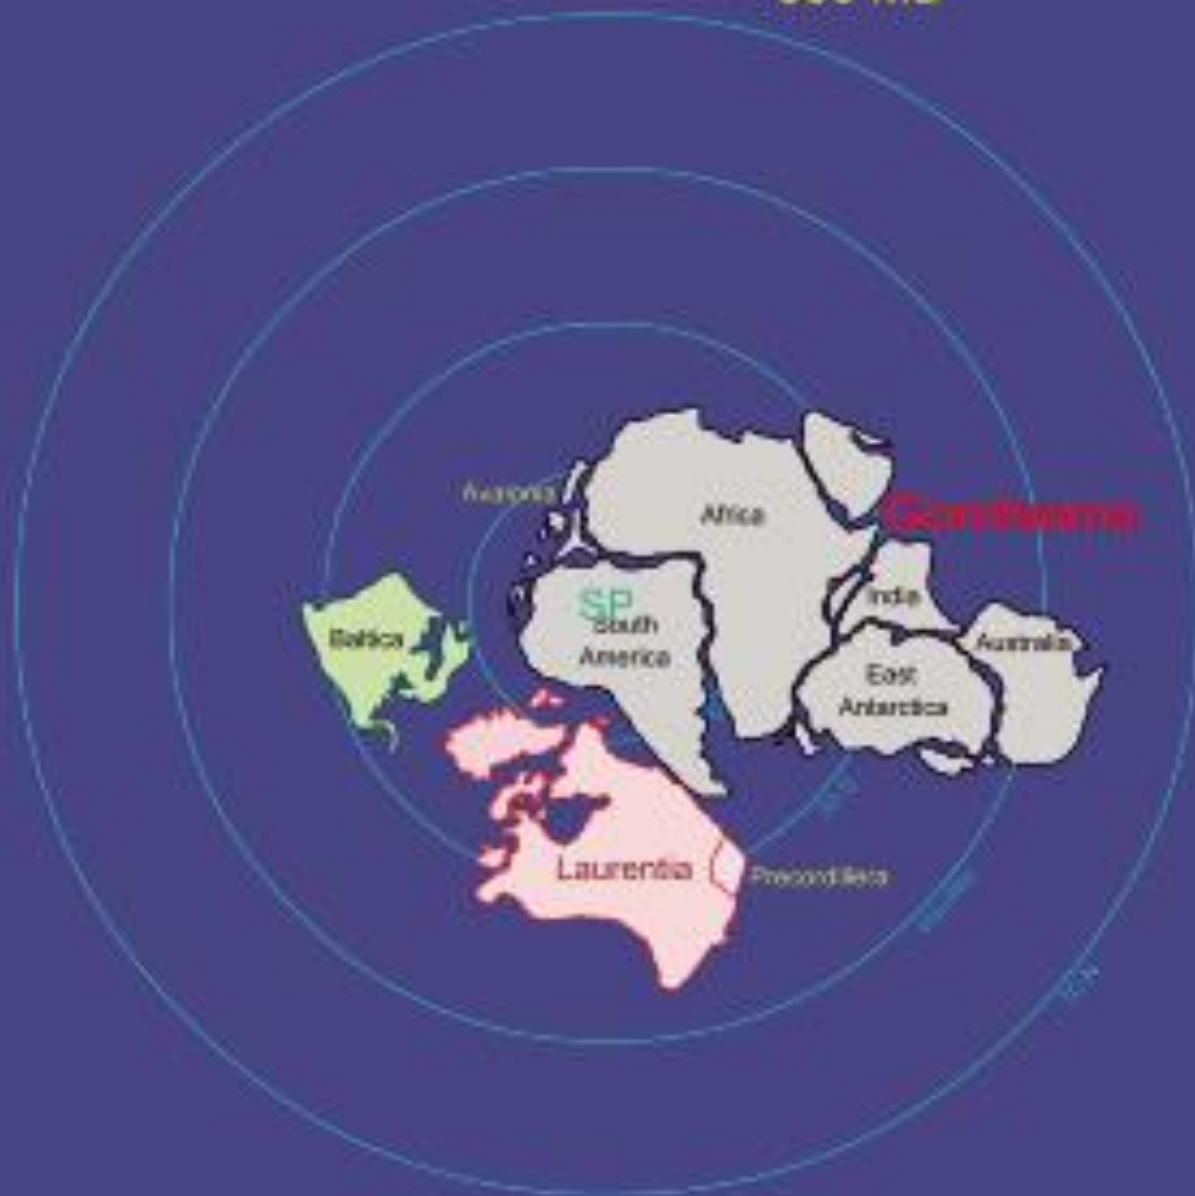 Avalonia
Africa
Gondwana
India
SP
South
America
Baltica
Australia
East
Antarctica
Laurentia
Precordillera